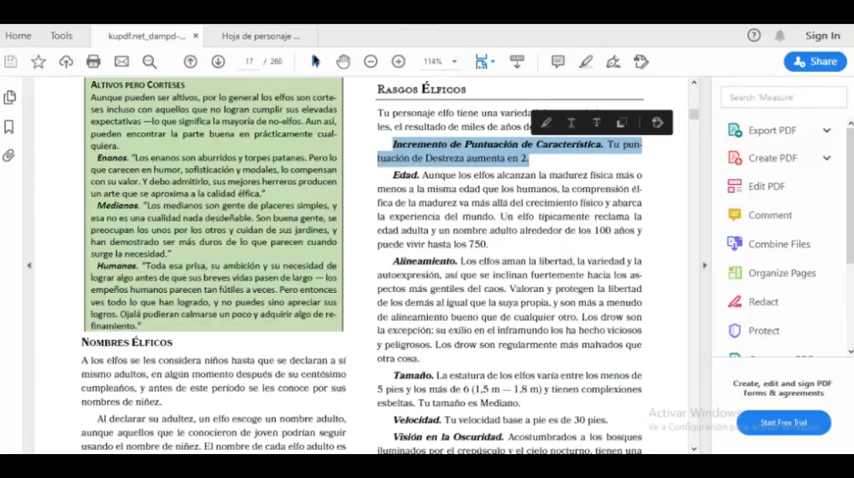 Home
Tools
kupdf.net_dampd-... ×
Hoja de personaje ...
Sign In
17 / 260
114%
Share
ALTIVOS PERO CORTESES
Aunque pueden ser altivos, por lo general los elfos son corte-
ses incluso con aquellos que no logran cumplir sus elevadas
expectativas —lo que significa la mayoría de no-elfos. Aun así,
pueden encontrar la parte buena en prácticamente cual-
quiera.
Enanos. "Los enanos son aburridos y torpes patanes. Pero lo
que carecen en humor, sofisticación y modales, lo compensan
con su valor. Y debo admitirlo, sus mejores herreros producen
un arte que se aproxima a la calidad élfica."
Medianos. "Los medianos son gente de placeres simples, y
esa no es una cualidad nada desdeñable. Son buena gente, se
preocupan los unos por los otros y cuidan de sus jardines, y
han demostrado ser más duros de lo que parecen cuando
surge la necesidad."
Humanos. "Toda esa prisa, su ambición y su necesidad de
lograr algo antes de que sus breves vidas pasen de largo — los
empeños humanos parecen tan fútiles a veces. Pero entonces
ves todo lo que han logrado, y no puedes sino apreciar sus
logros. Ojalá pudieran calmarse un poco y adquirir algo de re-
finamiento."
NOMBRES ÉLFICOS
A los elfos se les considera niños hasta que se declaran a sí
mismo adultos, en algún momento después de su centésimo
cumpleaños, y antes de este período se les conoce por sus
nombres de niñez.
Al declarar su adultez, un elfo escoge un nombre adulto,
aunque aquellos que le conocieron de joven podrían seguir
usando el nombre de niñez. El nombre de cada elfo adulto es
RASGOS ÉLFICOS
Tu personaje elfo tiene una variedad
les, el resultado de miles de años de
Incremento de Puntuación de Característica. Tu pun-
tuación de Destreza aumenta en 2.
Edad. Aunque los elfos alcanzan la madurez física más o
menos a la misma edad que los humanos, la comprensión él-
fica de la madurez va más allá del crecimiento físico y abarca
la experiencia del mundo. Un elfo típicamente reclama la
edad adulta y un nombre adulto alrededor de los 100 años y
puede vivir hasta los 750.
Alineamiento. Los elfos aman la libertad, la variedad y la
autoexpresión, así que se inclinan fuertemente hacia los as-
pectos más gentiles del caos. Valoran y protegen la libertad
de los demás al igual que la suya propia, y son más a menudo
de alineamiento bueno que de cualquier otro. Los drow son
la excepción; su exilio en el inframundo los ha hecho viciosos
y peligrosos. Los drow son regularmente más malvados que
otra cosa.
Tamaño. La estatura de los elfos varía entre los menos de
5 pies y los más de 6 (1,5 m — 1,8 m) y tienen complexiones
esbeltas. Tu tamaño es Mediano.
Velocidad. Tu velocidad base a pie es de 30 pies.
Visión en la Oscuridad. Acostumbrados a los bosques
iluminados por el crepúsculo y el cielo nocturno, tienen una
Search 'Measure'
Export PDF
Create PDF
Edit PDF
Comment
Combine Files
Organize Pages
Redact
Protect
Create, edit and sign PDF
forms & agreements
Start Free Trial
Activar Windows
Ve a Configuración para activar Windows.